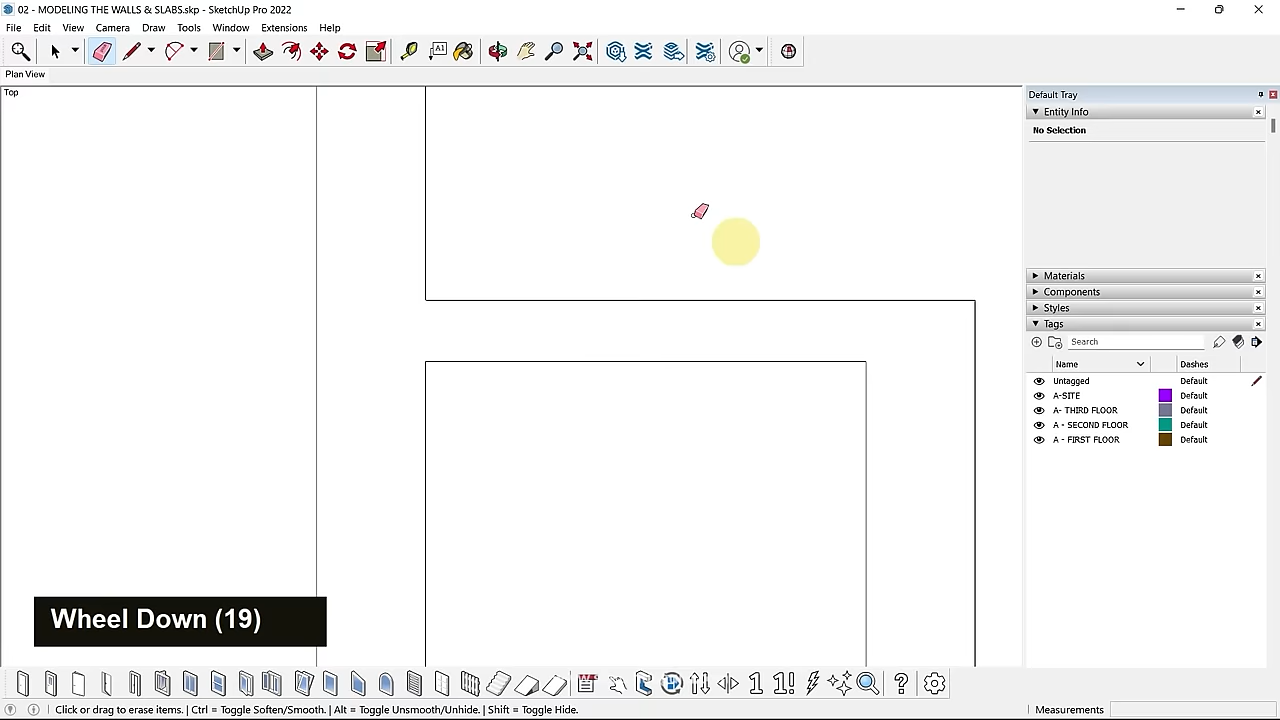 02 - MODELING THE WALLS & SLABS.skp - SketchUp Pro 2022
File Edit View Camera Draw Tools Window Extensions Help
A1
Plan View
Top
Default Tray
Entity Info
No Selection
Materials
Components
Styles
Tags
Search
Name Dashes
Untagged Default
A-SITE Default
A- THIRD FLOOR Default
A - SECOND FLOOR Default
A - FIRST FLOOR Default
Wheel Down (19)
1 1! ?
Click or drag to erase items. | Ctrl = Toggle Soften/Smooth. | Alt = Toggle Unsmooth/Unhide. | Shift = Toggle Hide.
Measurements